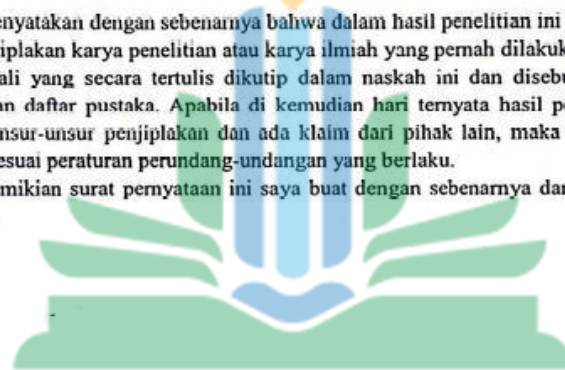 enyatakan dengan sebenarnya bahwa dalam hasil penelitian ini
iplakan karya penelitian atau karya ilmiah yang pernah dilakuk
ali yang secara tertulis dikutip dalam naskah ini dan disebu
an daftar pustaka. Apabila di kemudian hari ternyata hasil p
nsur-unsur penjiplakan dan ada klaim dari pihak lain, maka
esuai peraturan perundang-undangan yang berlaku.
mikian surat pernyataan ini saya buat dengan sebenarnya dar